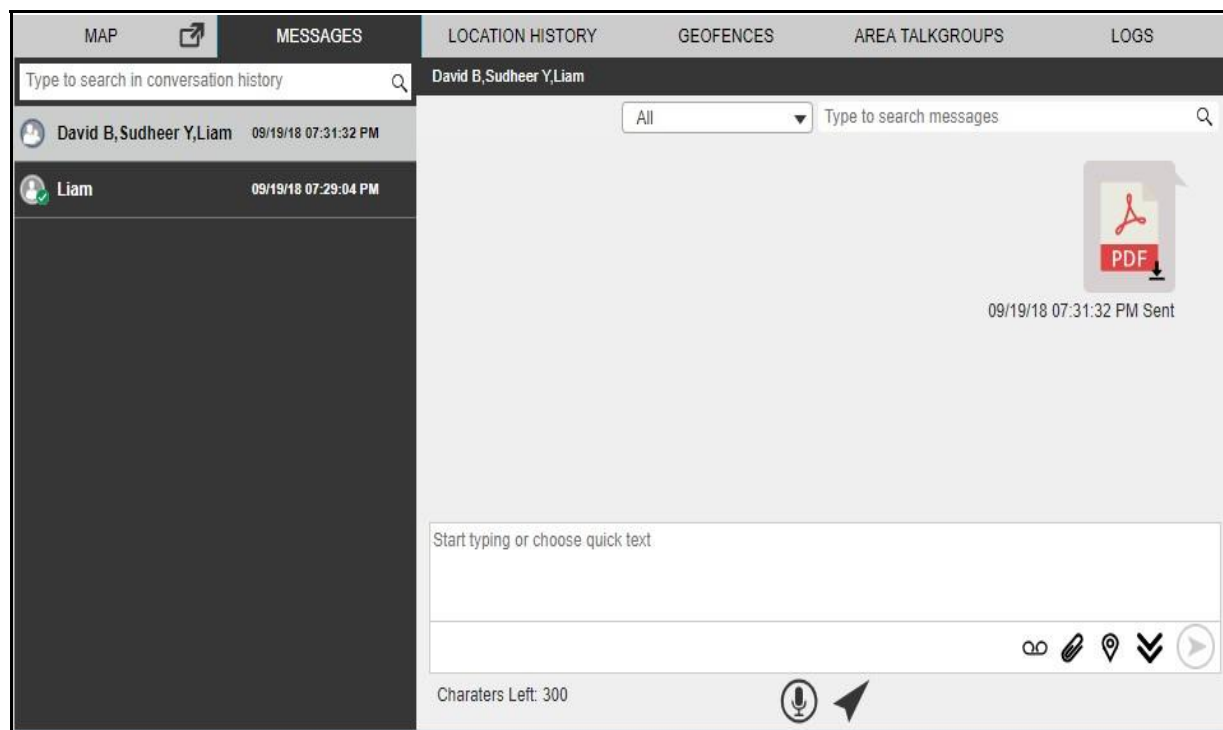 MAP MESSAGES LOCATION HISTORY GEOFENCES AREA TALKGROUPS LOGS
Type to search in conversation history
David B,Sudheer Y,Liam 09/19/18 07:31:32 PM
Liam 09/19/18 07:29:04 PM
David B,Sudheer Y,Liam
All Type to search messages
PDF
09/19/18 07:31:32 PM Sent
Start typing or choose quick text
Charaters Left: 300